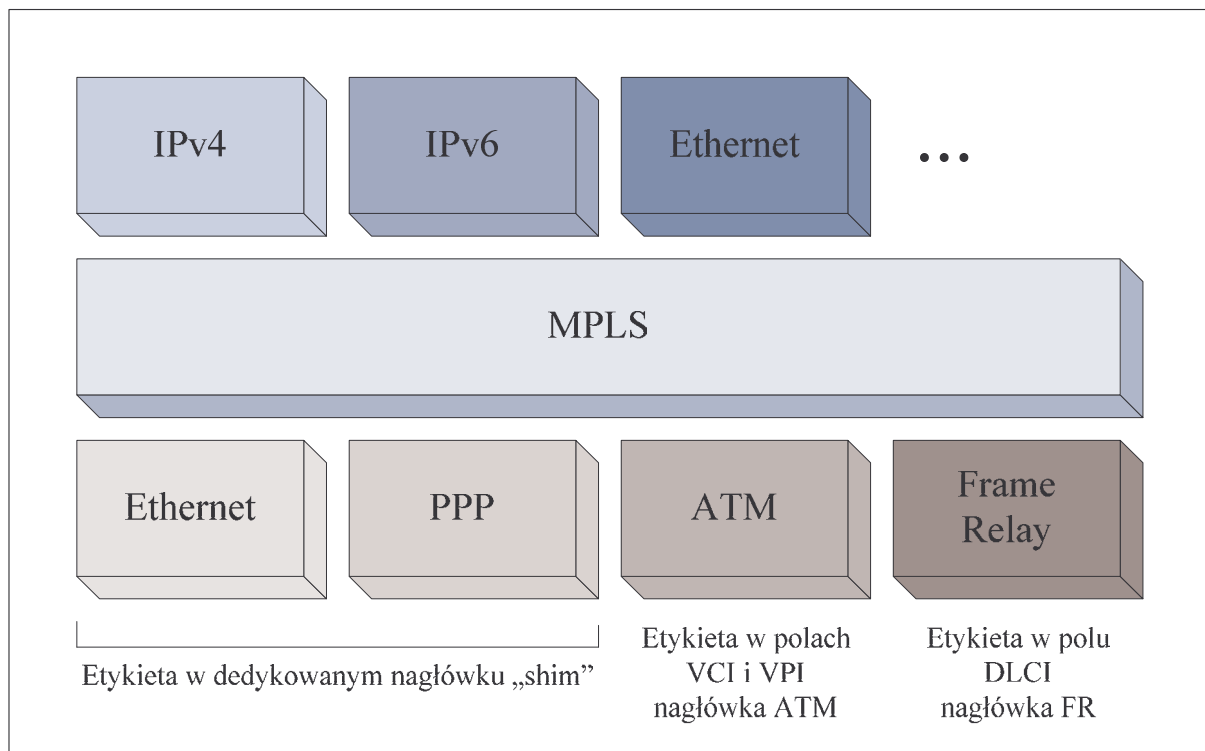 IPv4
IPv6
Ethernet
...
MPLS
Ethernet
PPP
ATM
Frame
Relay
Etykieta w dedykowanym nagłówku „shim”
Etykieta w polach
VCI i VPI
nagłówka ATM
Etykieta w polu
DLCI
nagłówka FR